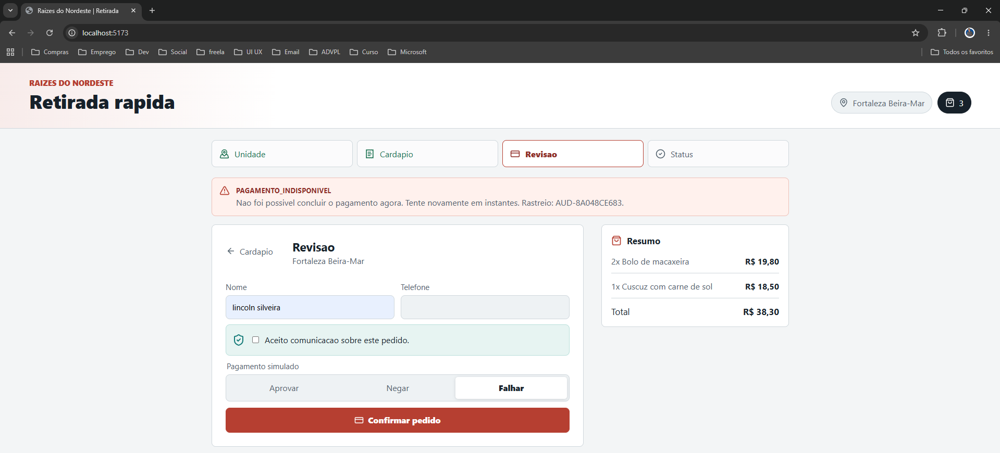 Raizes do Nordeste | Retirada
localhost:5173
Compras Emprego Dev Social freela UI UX Email ADVPL Curso Microsoft Todos os favoritos
RAIZES DO NORDESTE
Retirada rapida
Fortaleza Beira-Mar 3
Unidade Cardapio Revisao Status
PAGAMENTO_INDISPONIVEL
Nao foi possivel concluir o pagamento agora. Tente novamente em instantes. Rastreio: AUD-8A048CE683.
Cardapio
Revisao
Fortaleza Beira-Mar
Nome Telefone
lincoln silveira
Aceito comunicacao sobre este pedido.
Pagamento simulado
Aprovar Negar Falhar
Confirmar pedido
Resumo
2x Bolo de macaxeira R$ 19,80
1x Cuscuz com carne de sol R$ 18,50
Total R$ 38,30